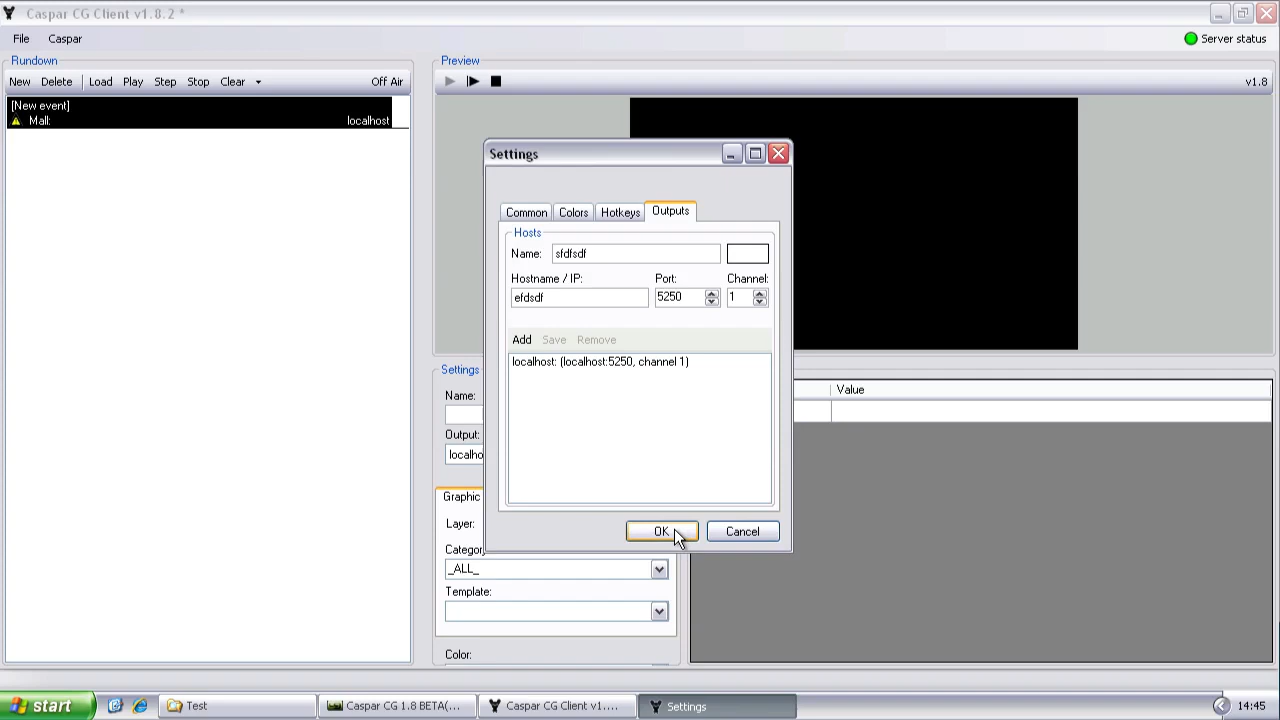 Caspar CG Client v1.8.2 *
File Caspar Server status
Rundown
New Delete Load Play Step Stop Clear Off Air
[New event]
Mall: localhost
Preview
v1.8
Settings
Common Colors Hotkeys Outputs
Hosts
Name: sfdfsdf
Hostname / IP: Port: Channel:
efdsdf 5250 1
Add Save Remove
localhost: (localhost:5250, channel 1)
OK Cancel
Settings
Name:
Output:
localho
Graphic
Layer:
Categor
_ALL_
Template:
Color:
Value
start Test Caspar CG 1.8 BETA(... Caspar CG Client v1.... Settings 14:45